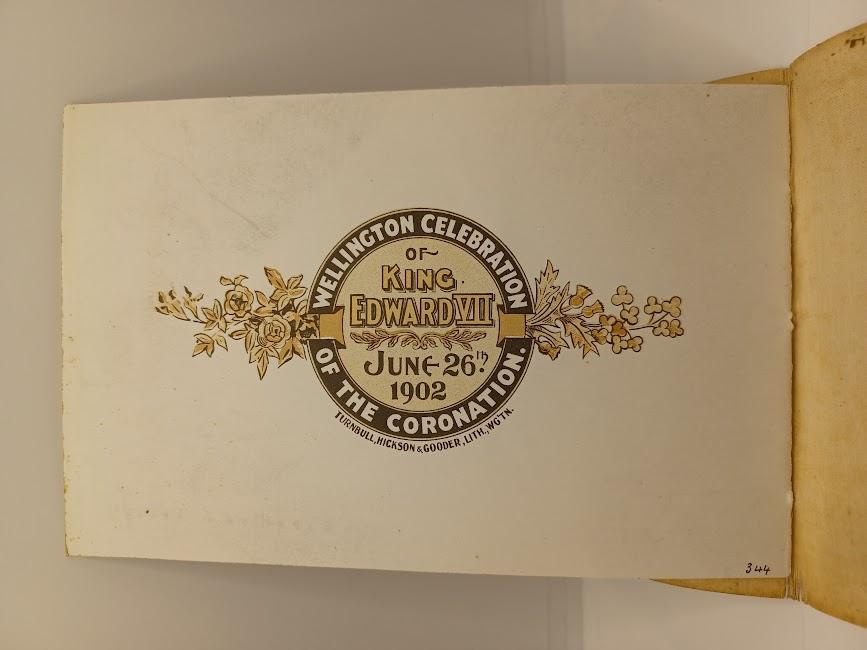 WELLINGTON CELEBRATION
OF
KING
EDWARD VII
JUNE 26th
1902
OF THE CORONATION.
TURNBULL, HICKSON & GOODER, LITH., WG'TN.
344